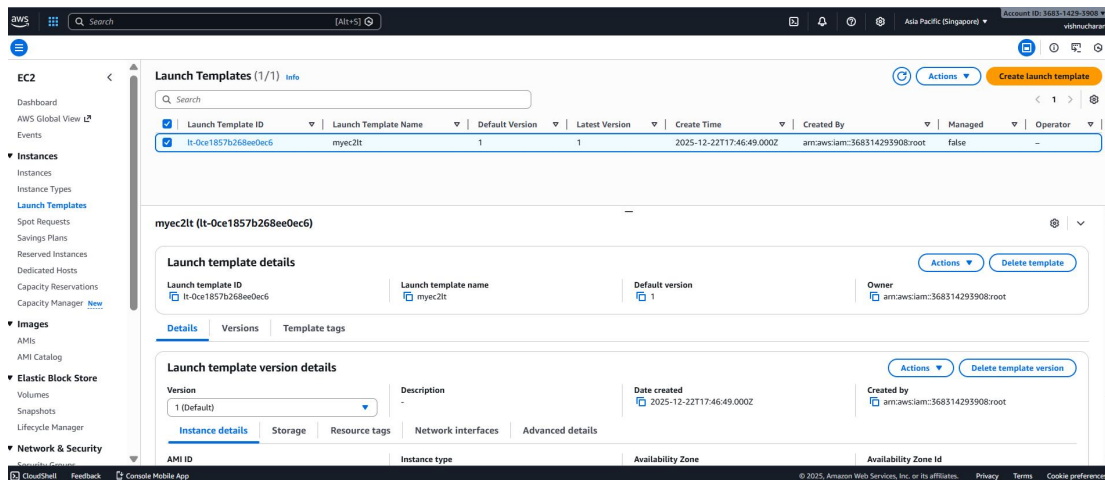 aws
Search
[Alt+S]
Asia Pacific (Singapore)
Account ID: 3683-1429-3908
vishnucharan
EC2
Dashboard
AWS Global View
Events
Instances
Instances
Instance Types
Launch Templates
Spot Requests
Savings Plans
Reserved Instances
Dedicated Hosts
Capacity Reservations
Capacity Manager New
Images
AMIs
AMI Catalog
Elastic Block Store
Volumes
Snapshots
Lifecycle Manager
Network & Security
Security Groups
Launch Templates (1/1) Info
Actions
Create launch template
Search
1
Launch Template ID Launch Template Name Default Version Latest Version Create Time Created By Managed Operator
lt-0ce1857b268ee0ec6 myec2lt 1 1 2025-12-22T17:46:49.000Z arn:aws:iam::368314293908:root false –
myec2lt (lt-0ce1857b268ee0ec6)
Launch template details
Actions
Delete template
Launch template ID Launch template name Default version Owner
lt-0ce1857b268ee0ec6 myec2lt 1 arn:aws:iam::368314293908:root
Details Versions Template tags
Launch template version details
Actions
Delete template version
Version Description Date created Created by
1 (Default) - 2025-12-22T17:46:49.000Z arn:aws:iam::368314293908:root
Instance details Storage Resource tags Network interfaces Advanced details
AMI ID Instance type Availability Zone Availability Zone Id
CloudShell Feedback Console Mobile App © 2025, Amazon Web Services, Inc. or its affiliates. Privacy Terms Cookie preferences